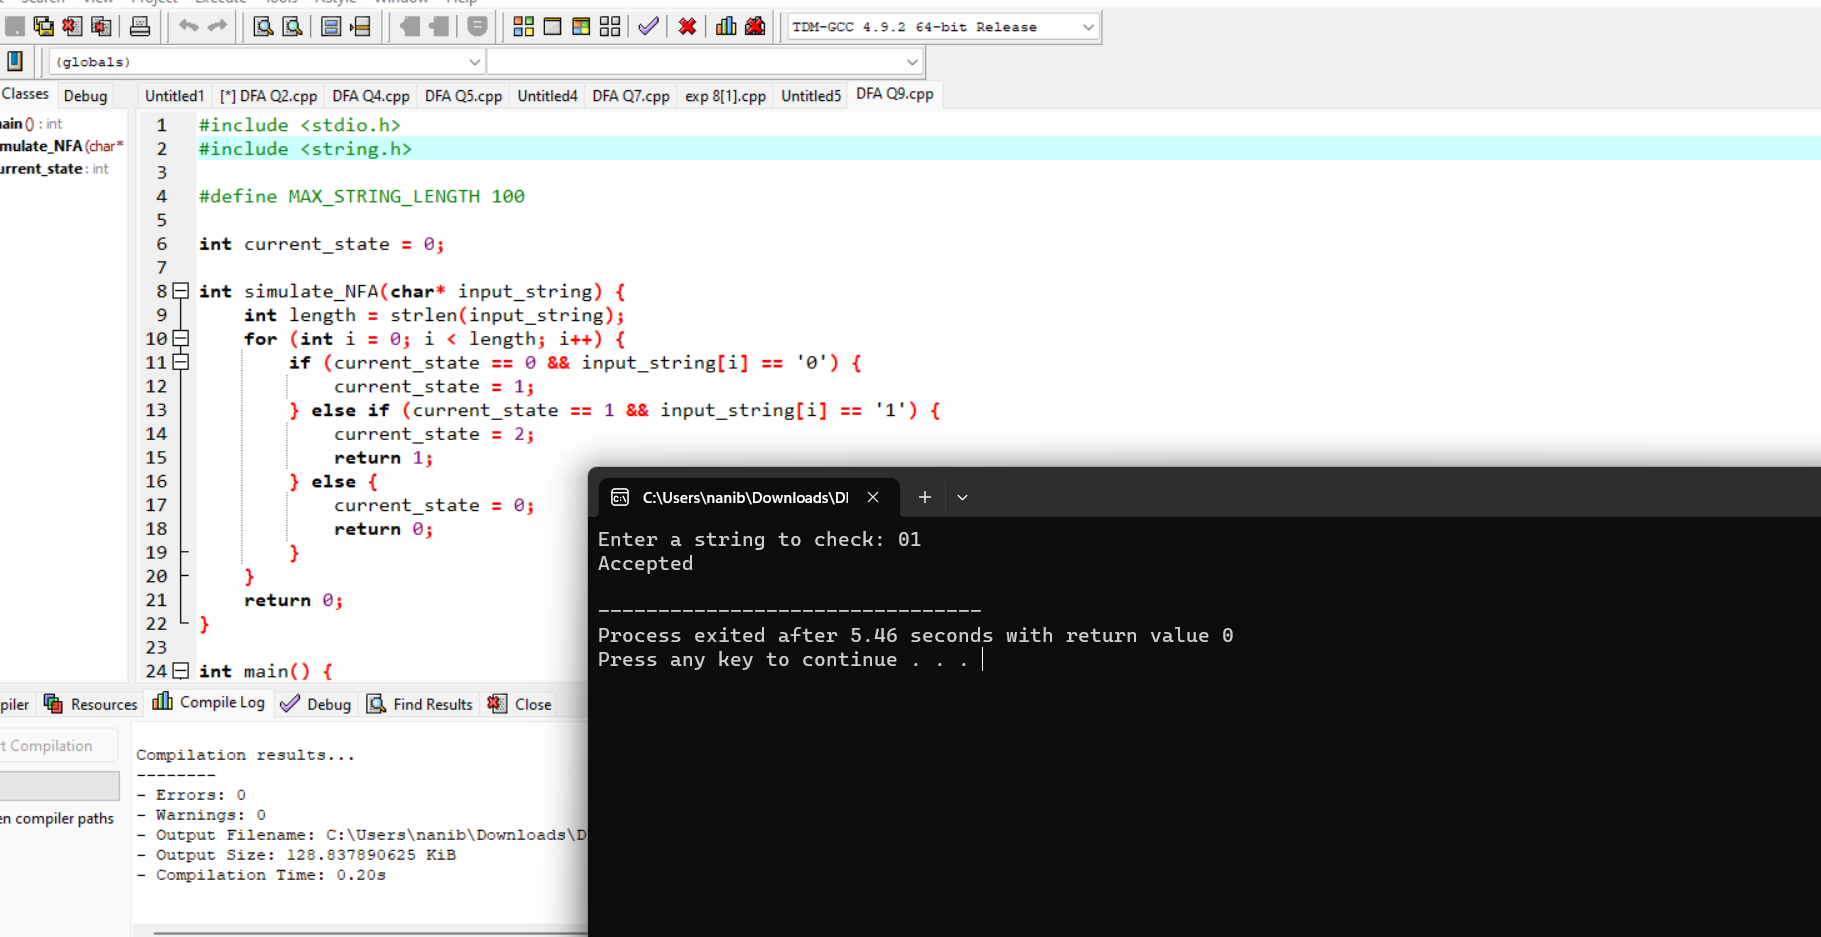 Search View Project Execute Tools AStyle Window Help
TDM-GCC 4.9.2 64-bit Release
(globals)
Classes Debug
Untitled1 [*] DFA Q2.cpp DFA Q4.cpp DFA Q5.cpp Untitled4 DFA Q7.cpp exp 8[1].cpp Untitled5 DFA Q9.cpp
ain () : int
mulate_NFA (char*
urrent_state : int
1 #include <stdio.h>
2 #include <string.h>
3
4 #define MAX_STRING_LENGTH 100
5
6 int current_state = 0;
7
8 int simulate_NFA(char* input_string) {
9 int length = strlen(input_string);
10 for (int i = 0; i < length; i++) {
11 if (current_state == 0 && input_string[i] == '0') {
12 current_state = 1;
13 } else if (current_state == 1 && input_string[i] == '1') {
14 current_state = 2;
15 return 1;
16 } else {
17 current_state = 0;
18 return 0;
19 }
20 }
21 return 0;
22 }
23
24 int main() {
piler Resources Compile Log Debug Find Results Close
t Compilation
en compiler paths
Compilation results...
--------
- Errors: 0
- Warnings: 0
- Output Filename: C:\Users\nanib\Downloads\D
- Output Size: 128.837890625 KiB
- Compilation Time: 0.20s
C:\Users\nanib\Downloads\D
Enter a string to check: 01
Accepted
--------------------------------
Process exited after 5.46 seconds with return value 0
Press any key to continue . . .